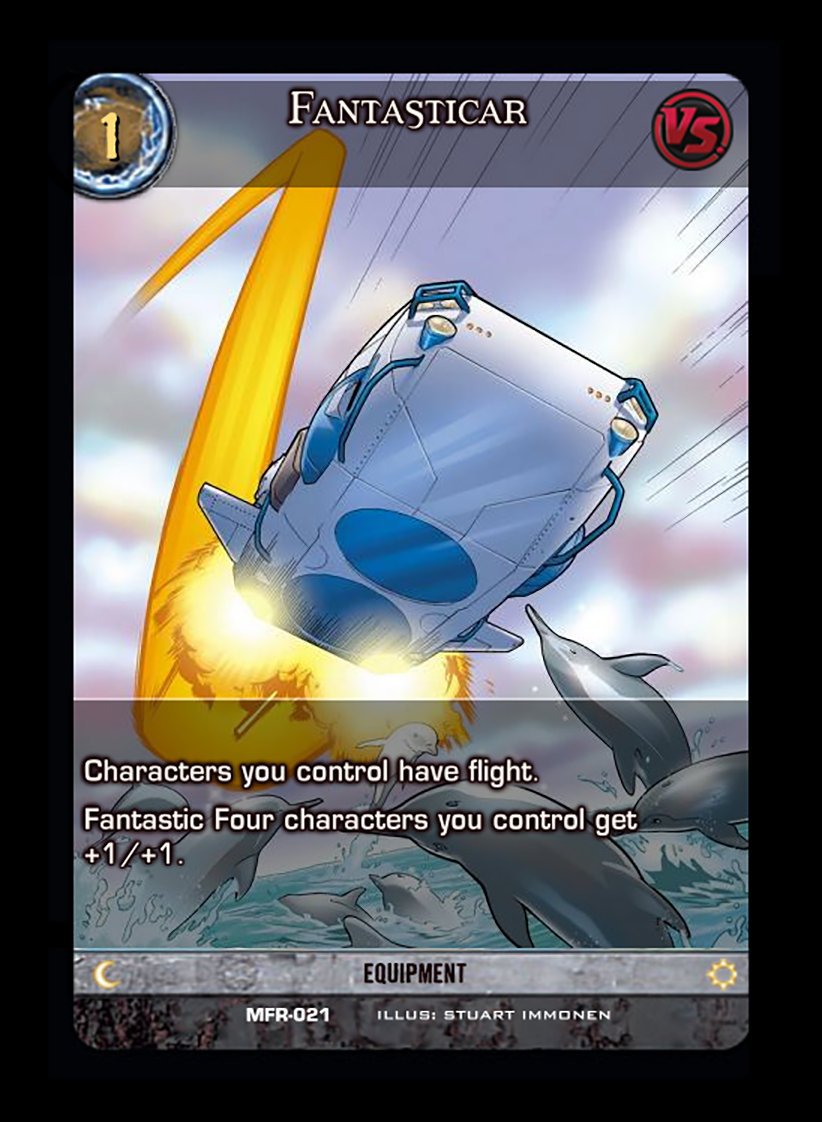 1
Fantasticar
VS.
Characters you control have flight.
Fantastic Four characters you control get
+1/+1.
EQUIPMENT
MFR-021 ILLUS: STUART IMMONEN